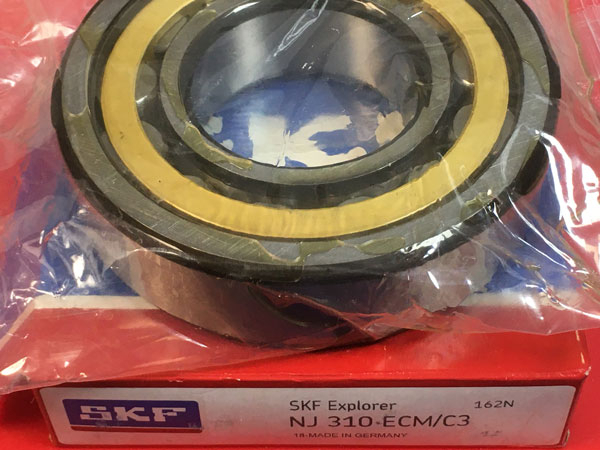 SKF
SKF Explorer
162N
NJ 310 ECM/C3
18-MADE IN GERMANY